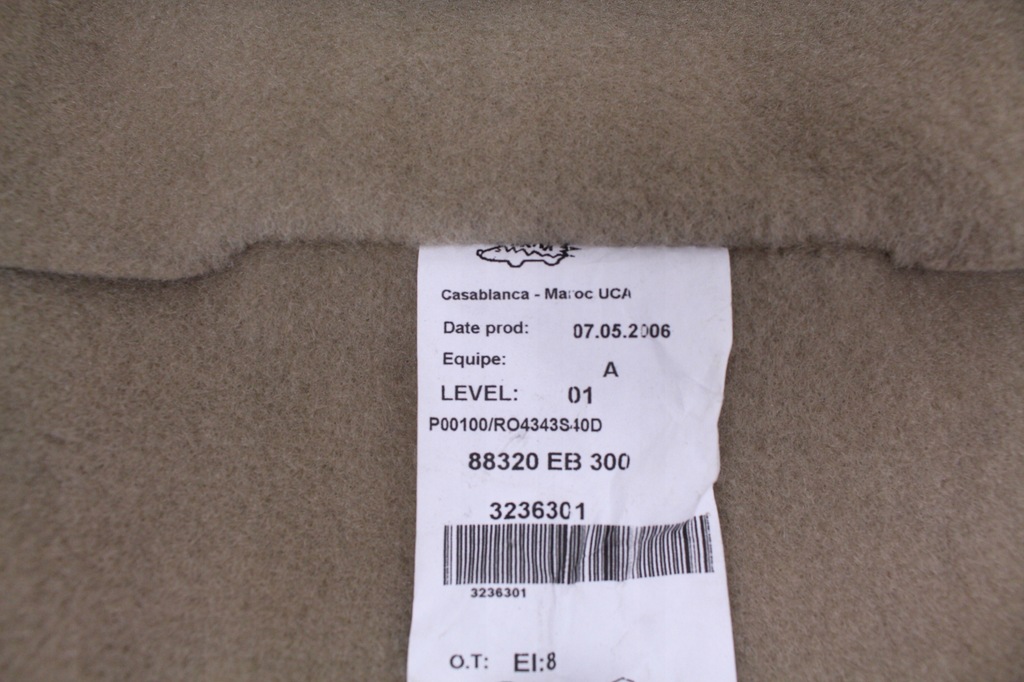 Casablanca - Maroc UCA
Date prod: 07.05.2006
Equipe: A
LEVEL: 01
P00100/RO4343S40D
88320 EB 300
3236301
3236301
O.T: EI:8